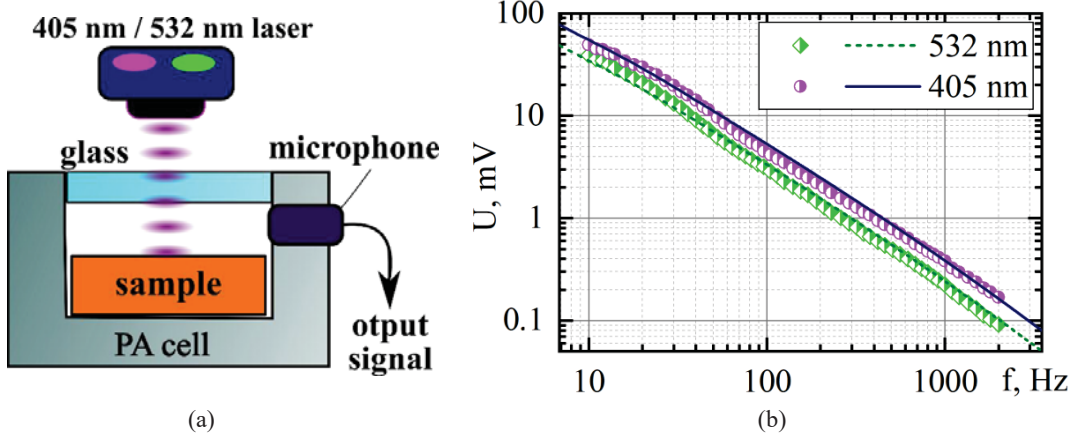 405 nm / 532 nm laser
glass
microphone
sample
PA cell
otput
signal
(a)
100
10
1
0.1
U, mV
532 nm
405 nm
10
100
1000
f, Hz
(b)